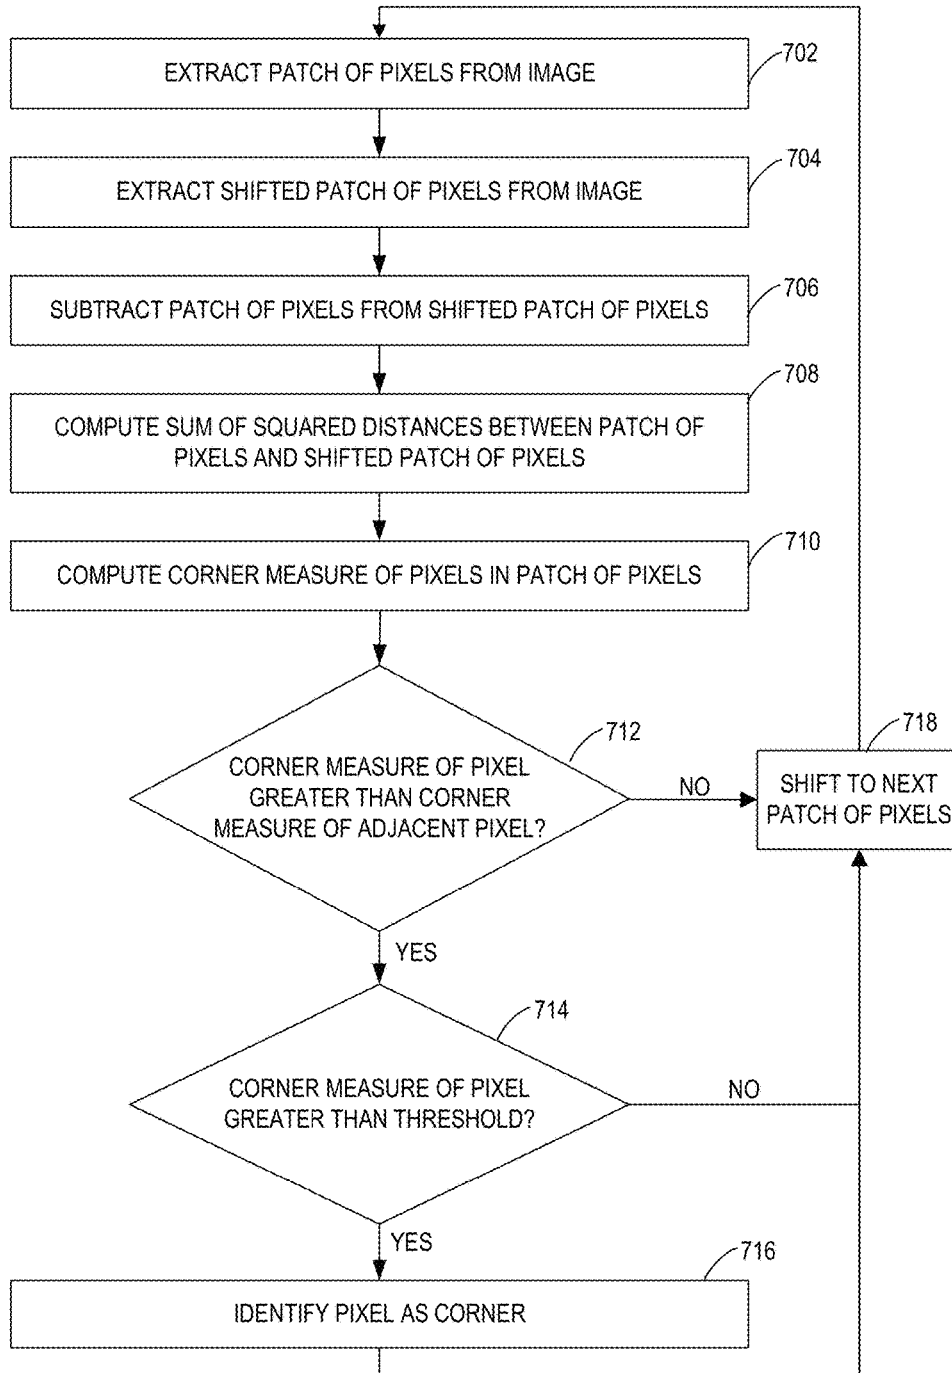 702
EXTRACT PATCH OF PIXELS FROM IMAGE
704
EXTRACT SHIFTED PATCH OF PIXELS FROM IMAGE
706
SUBTRACT PATCH OF PIXELS FROM SHIFTED PATCH OF PIXELS
708
COMPUTE SUM OF SQUARED DISTANCES BETWEEN PATCH OF
PIXELS AND SHIFTED PATCH OF PIXELS
710
COMPUTE CORNER MEASURE OF PIXELS IN PATCH OF PIXELS
712
CORNER MEASURE OF PIXEL
GREATER THAN CORNER
MEASURE OF ADJACENT PIXEL?
NO
718
SHIFT TO NEXT
PATCH OF PIXELS
YES
714
CORNER MEASURE OF PIXEL
GREATER THAN THRESHOLD?
NO
YES
716
IDENTIFY PIXEL AS CORNER